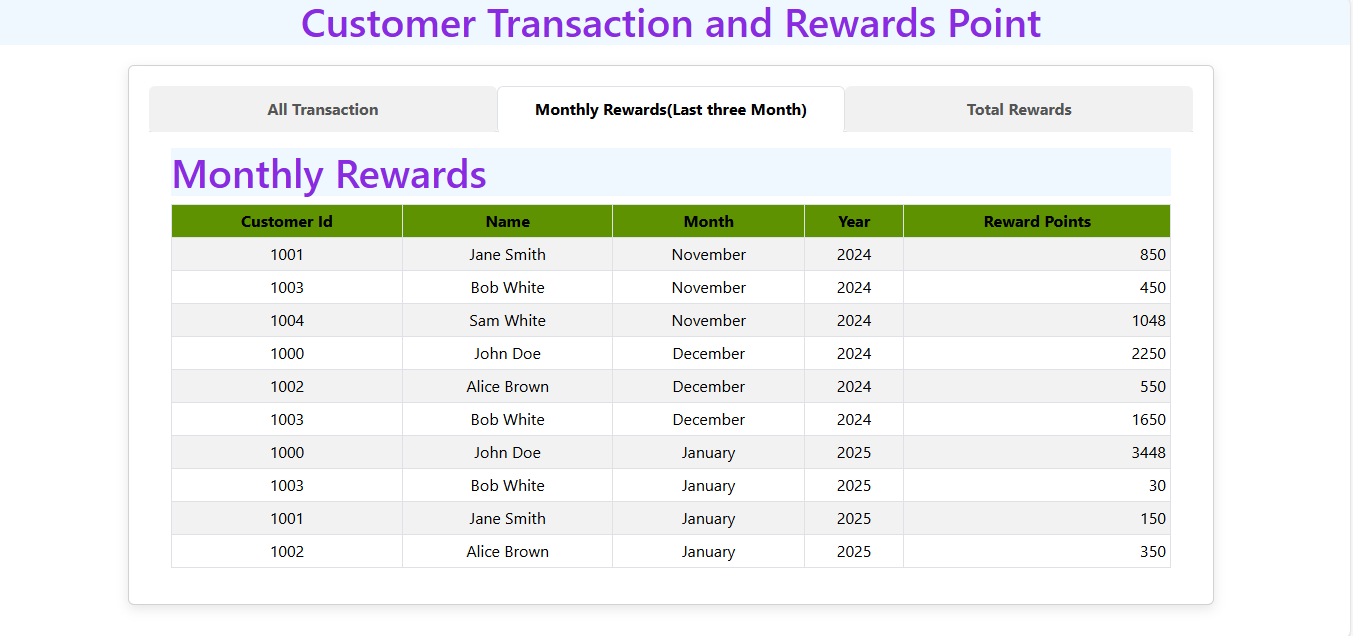 Customer Transaction and Rewards Point
All Transaction Monthly Rewards(Last three Month) Total Rewards
Monthly Rewards
Customer Id Name Month Year Reward Points
1001 Jane Smith November 2024 850
1003 Bob White November 2024 450
1004 Sam White November 2024 1048
1000 John Doe December 2024 2250
1002 Alice Brown December 2024 550
1003 Bob White December 2024 1650
1000 John Doe January 2025 3448
1003 Bob White January 2025 30
1001 Jane Smith January 2025 150
1002 Alice Brown January 2025 350